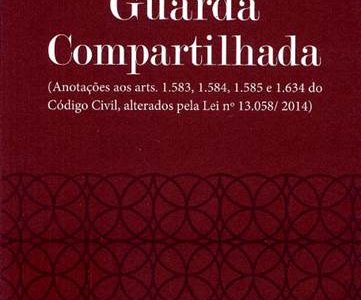 Guarda
Compartilhada
(Anotações aos arts. 1.583, 1.584, 1.585 e 1.634 do
Código Civil, alterados pela Lei nº 13.058/ 2014)